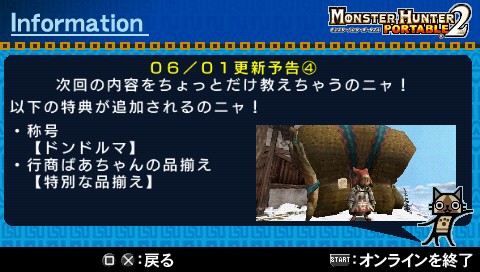 Information
MONSTER HUNTER
PORTABLE 2
06/01更新予告④
次回の内容をちょっとだけ教えちゃうのニャ！
以下の特典が追加されるのニャ！
・称号
【ドンドルマ】
・行商ばあちゃんの品揃え
【特別な品揃え】
□×:戻る
START:オンラインを終了